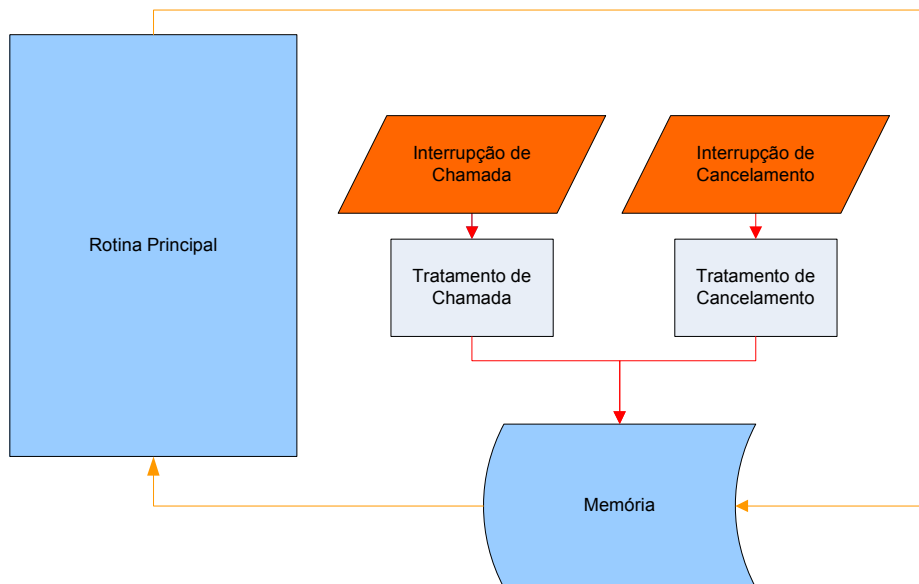 Interrupção de
Chamada
Interrupção de
Cancelamento
Rotina Principal
Tratamento de
Chamada
Tratamento de
Cancelamento
Memória